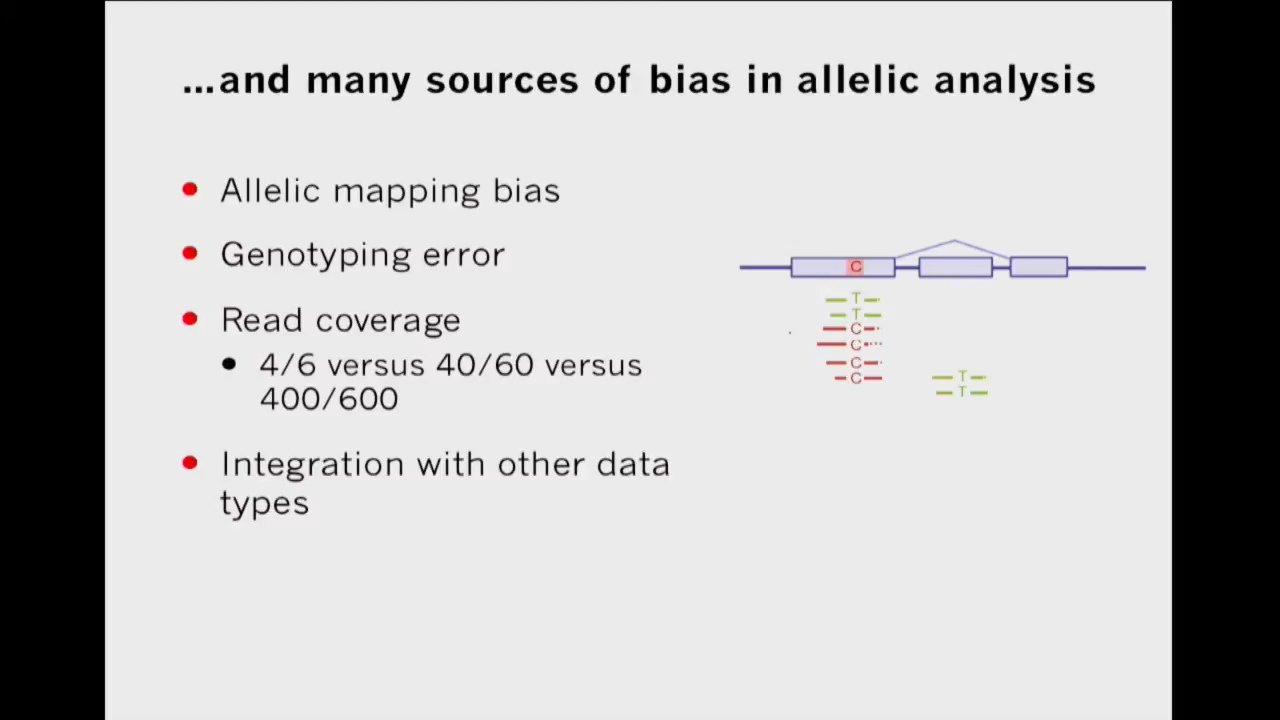 ...and many sources of bias in allelic analysis
Allelic mapping bias
Genotyping error
Read coverage
4/6 versus 40/60 versus
400/600
Integration with other data
types
C
T
T
C
C
C
C
T
T